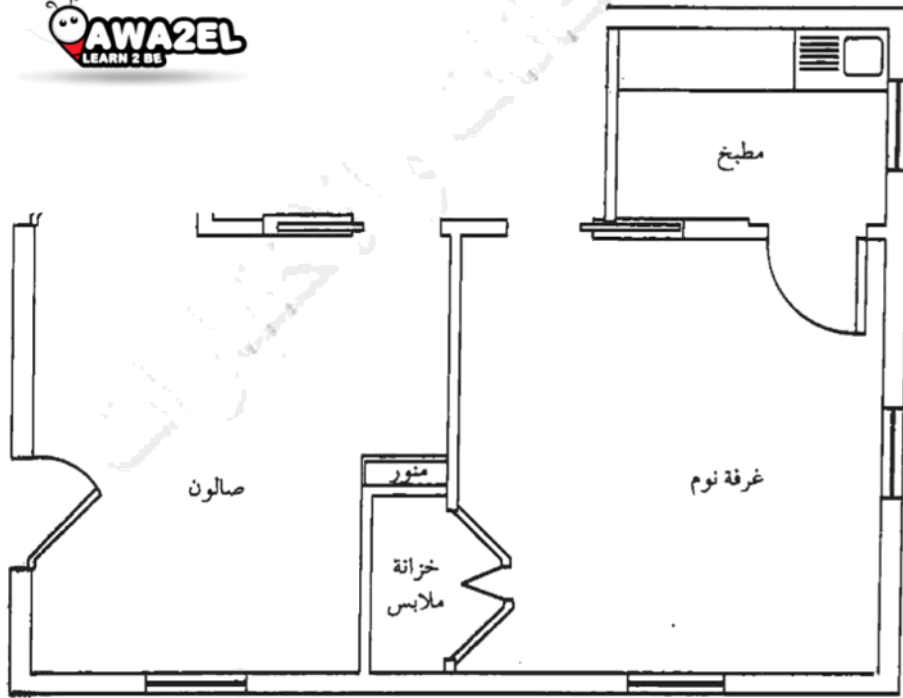 AWA2EL
LEARN 2 BE
مطبخ
صالون
منور
غرفة نوم
خزانة
ملابس